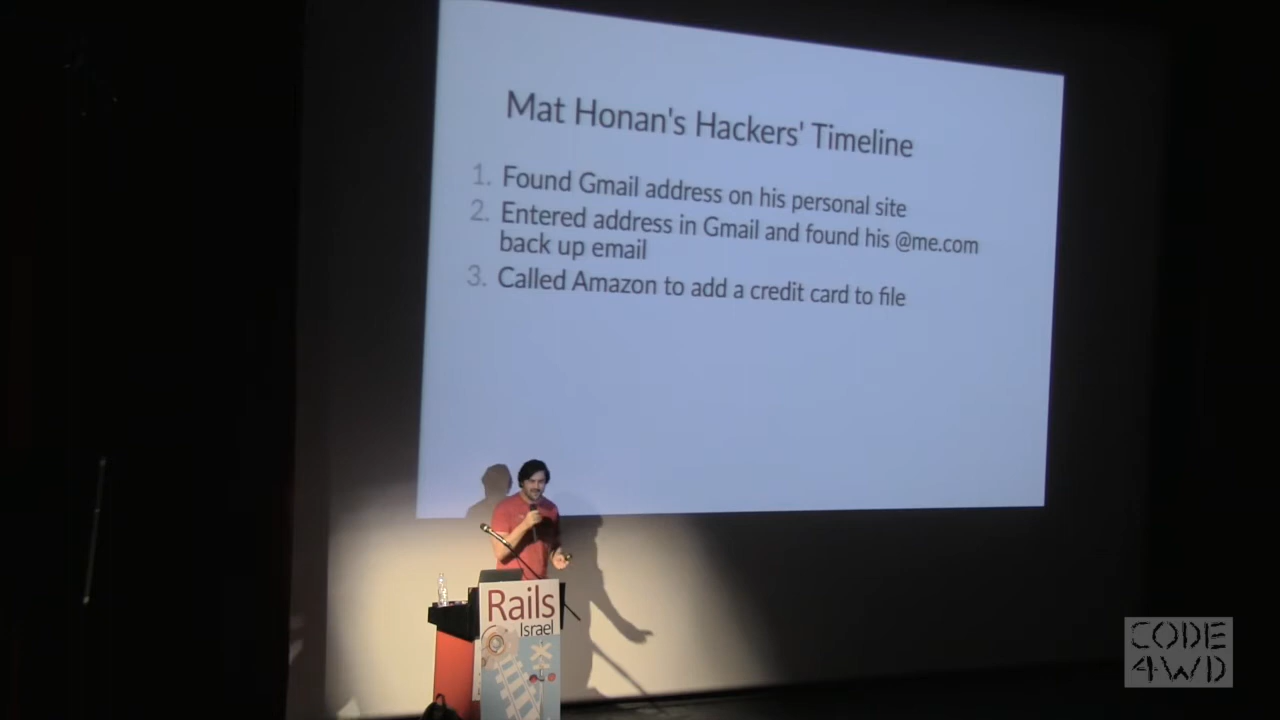 Mat Honan's Hackers' Timeline
1. Found Gmail address on his personal site
2. Entered address in Gmail and found his @me.com
back up email
3. Called Amazon to add a credit card to file
Rails
Israel
CODE
4WD